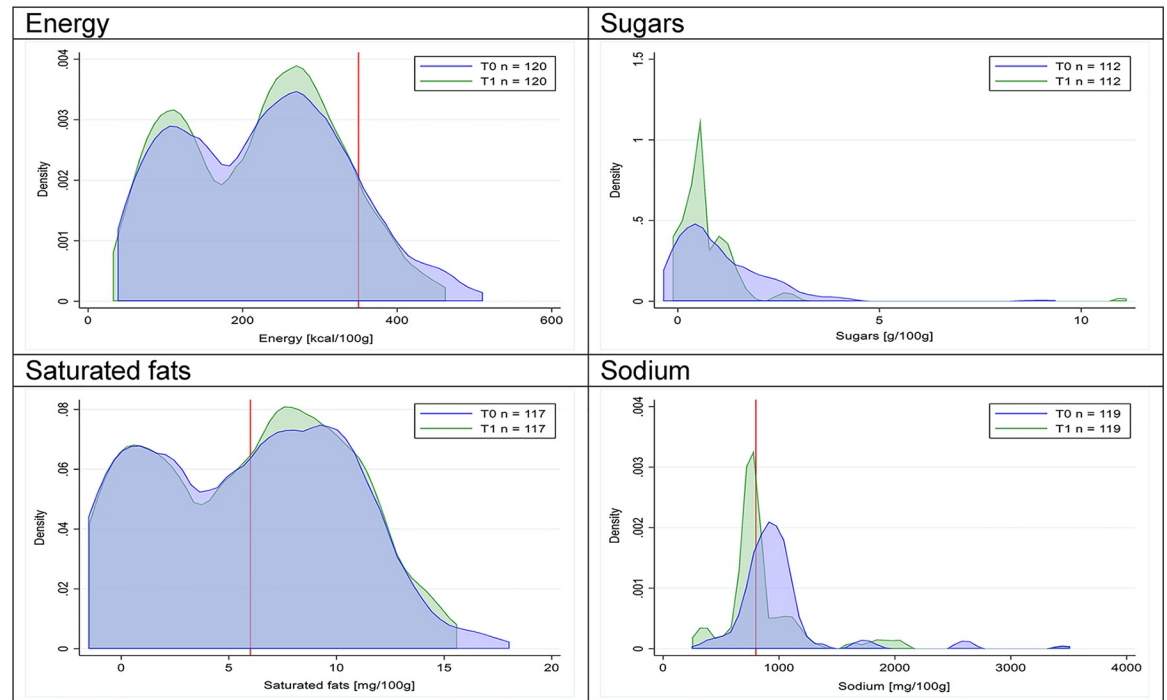 Energy
.004
.003
.002
.001
0
Density
T0 n = 120
T1 n = 120
0 200 400 600
Energy [kcal/100g]
Sugars
1.5
1
.5
0
Density
T0 n = 112
T1 n = 112
0 5 10
Sugars [g/100g]
Saturated fats
.08
.06
.04
.02
0
Density
T0 n = 117
T1 n = 117
0 5 10 15 20
Saturated fats [mg/100g]
Sodium
.004
.003
.002
.001
0
Density
T0 n = 119
T1 n = 119
0 1000 2000 3000 4000
Sodium [mg/100g]